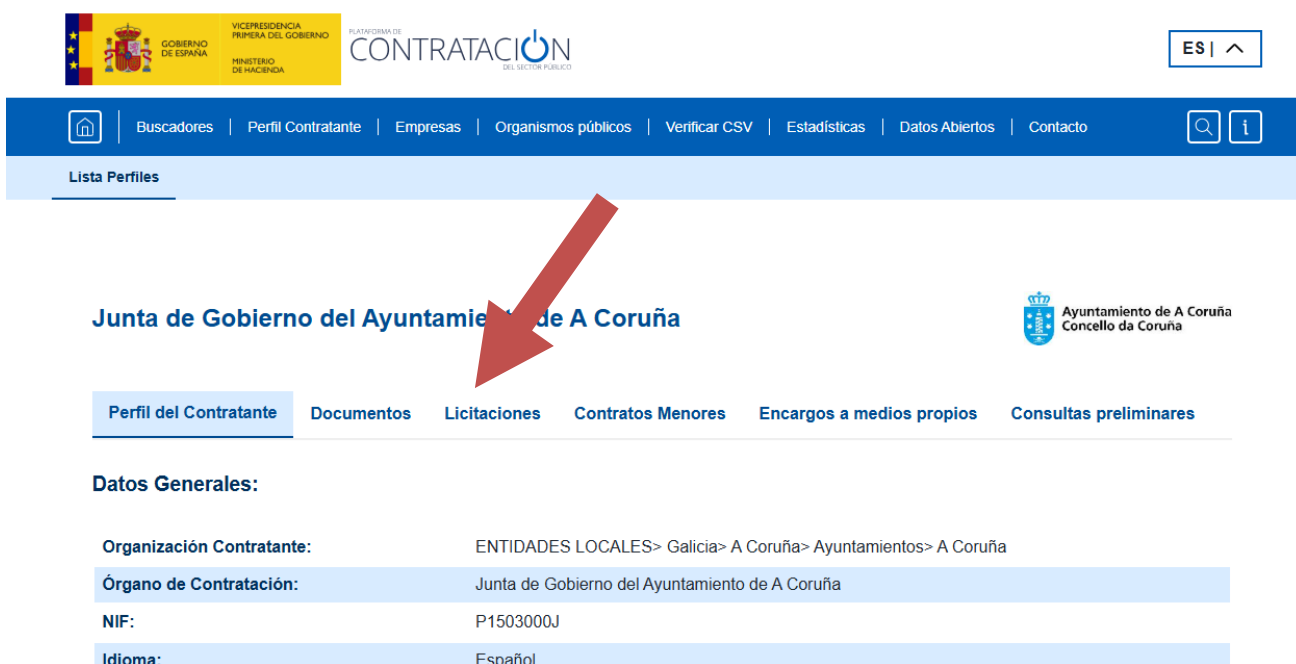 GOBIERNO
DE ESPAÑA
VICEPRESIDENCIA
PRIMERA DEL GOBIERNO
MINISTERIO
DE HACIENDA
PLATAFORMA DE
CONTRATACIÓN
DEL SECTOR PÚBLICO
ES |
Buscadores | Perfil Contratante | Empresas | Organismos públicos | Verificar CSV | Estadísticas | Datos Abiertos | Contacto
i
Lista Perfiles
Junta de Gobierno del Ayuntamiento de A Coruña
Ayuntamiento de A Coruña
Concello da Coruña
Perfil del Contratante Documentos Licitaciones Contratos Menores Encargos a medios propios Consultas preliminares
Datos Generales:
Organización Contratante: ENTIDADES LOCALES> Galicia> A Coruña> Ayuntamientos> A Coruña
Órgano de Contratación: Junta de Gobierno del Ayuntamiento de A Coruña
NIF: P1503000J
Idioma: Español